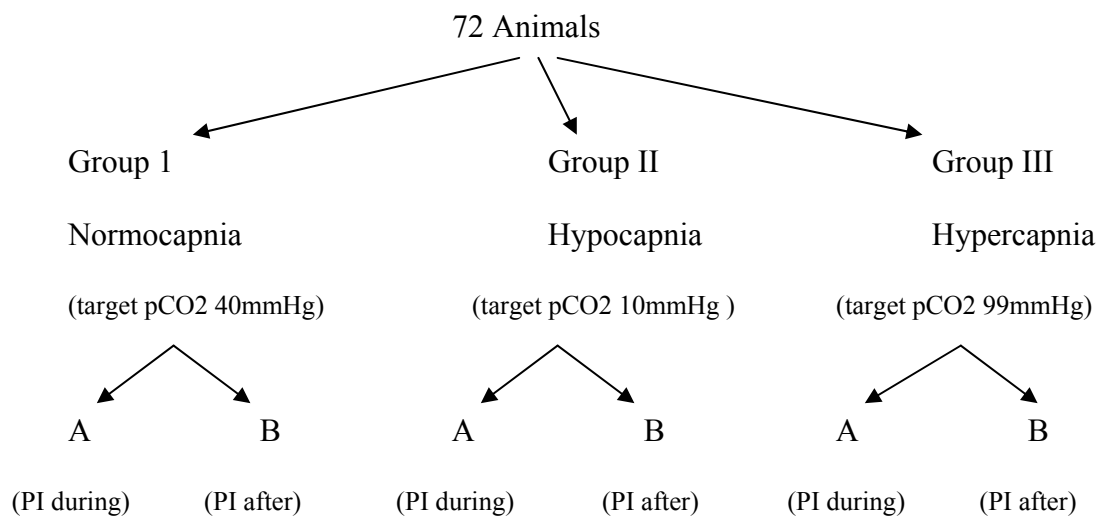 72 Animals
Group 1 Group II Group III
Normocapnia Hypocapnia Hypercapnia
(target pCO2 40mmHg) (target pCO2 10mmHg ) (target pCO2 99mmHg)
A B A B A B
(PI during) (PI after) (PI during) (PI after) (PI during) (PI after)